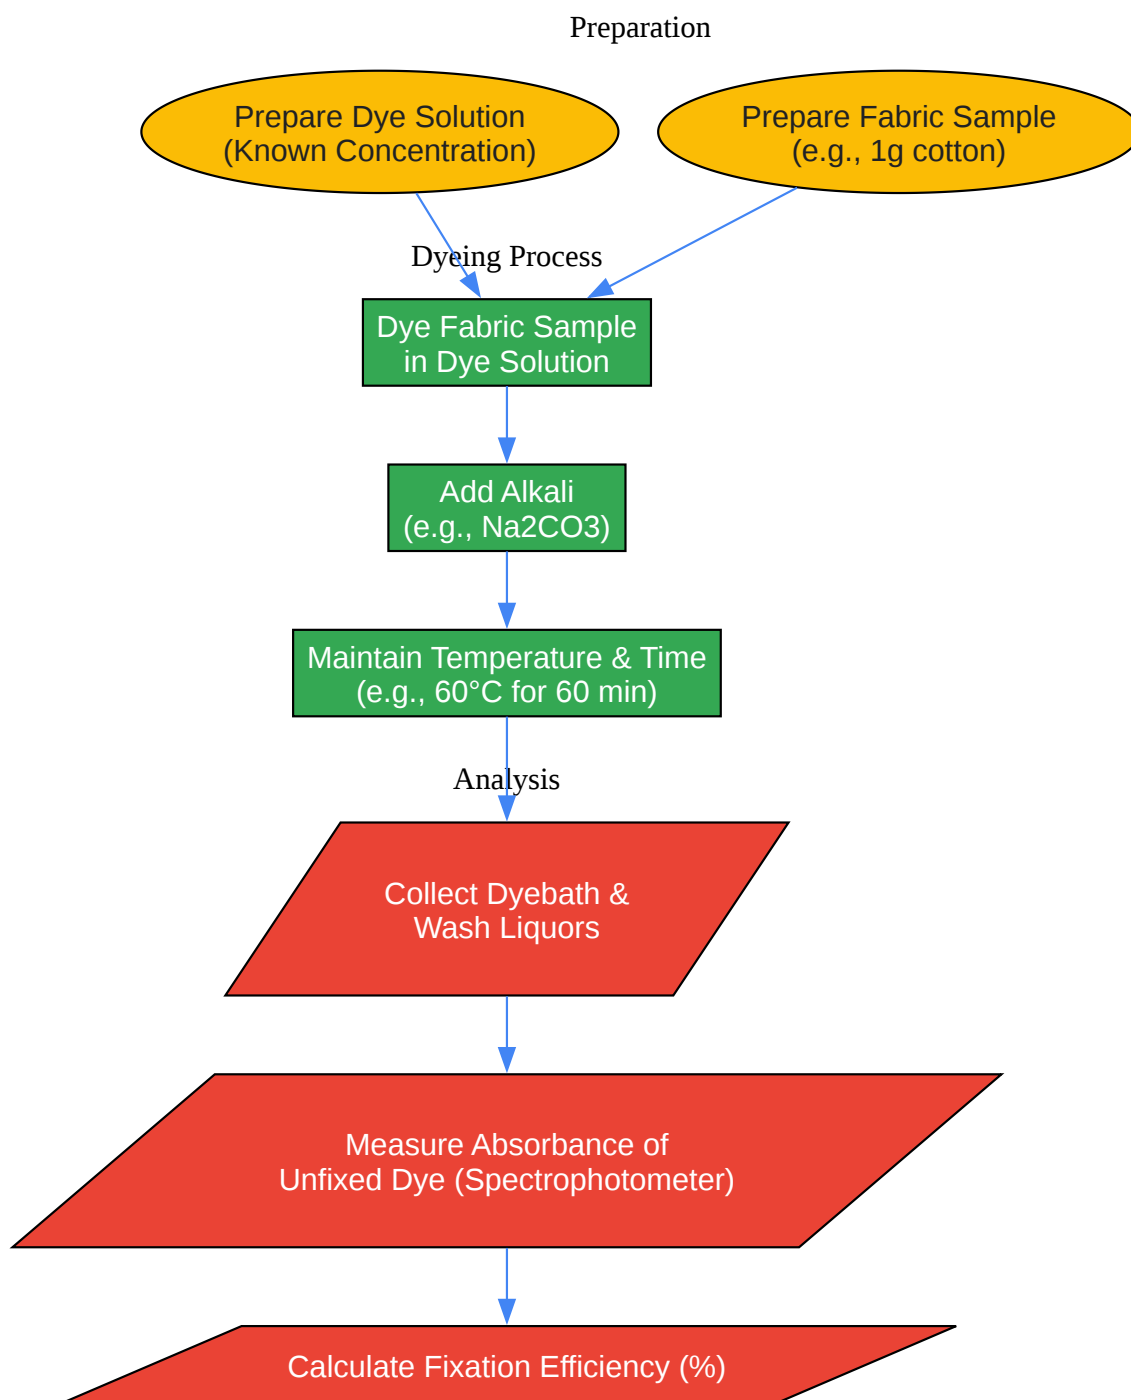 Preparation
Prepare Dye Solution
(Known Concentration)
Prepare Fabric Sample
(e.g., 1g cotton)
Dyeing Process
Dye Fabric Sample
in Dye Solution
Add Alkali
(e.g., Na2CO3)
Maintain Temperature & Time
(e.g., 60°C for 60 min)
Analysis
Collect Dyebath &
Wash Liquors
Measure Absorbance of
Unfixed Dye (Spectrophotometer)
Calculate Fixation Efficiency (%)